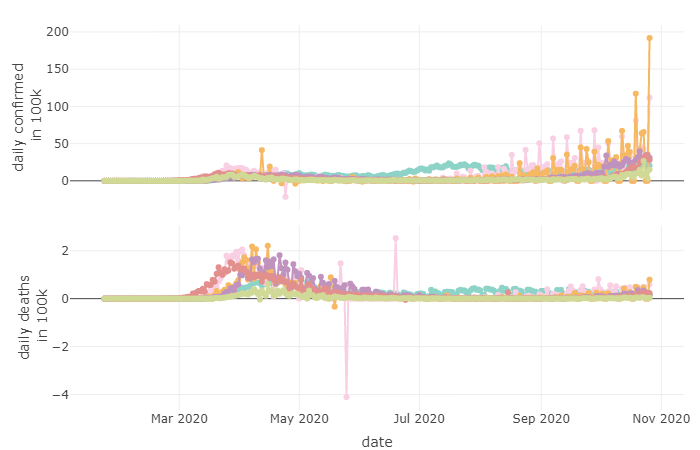 daily confirmed
in 100k
200
150
100
50
0
daily deaths
in 100k
2
0
−2
−4
Mar 2020
May 2020
Jul 2020
Sep 2020
Nov 2020
date